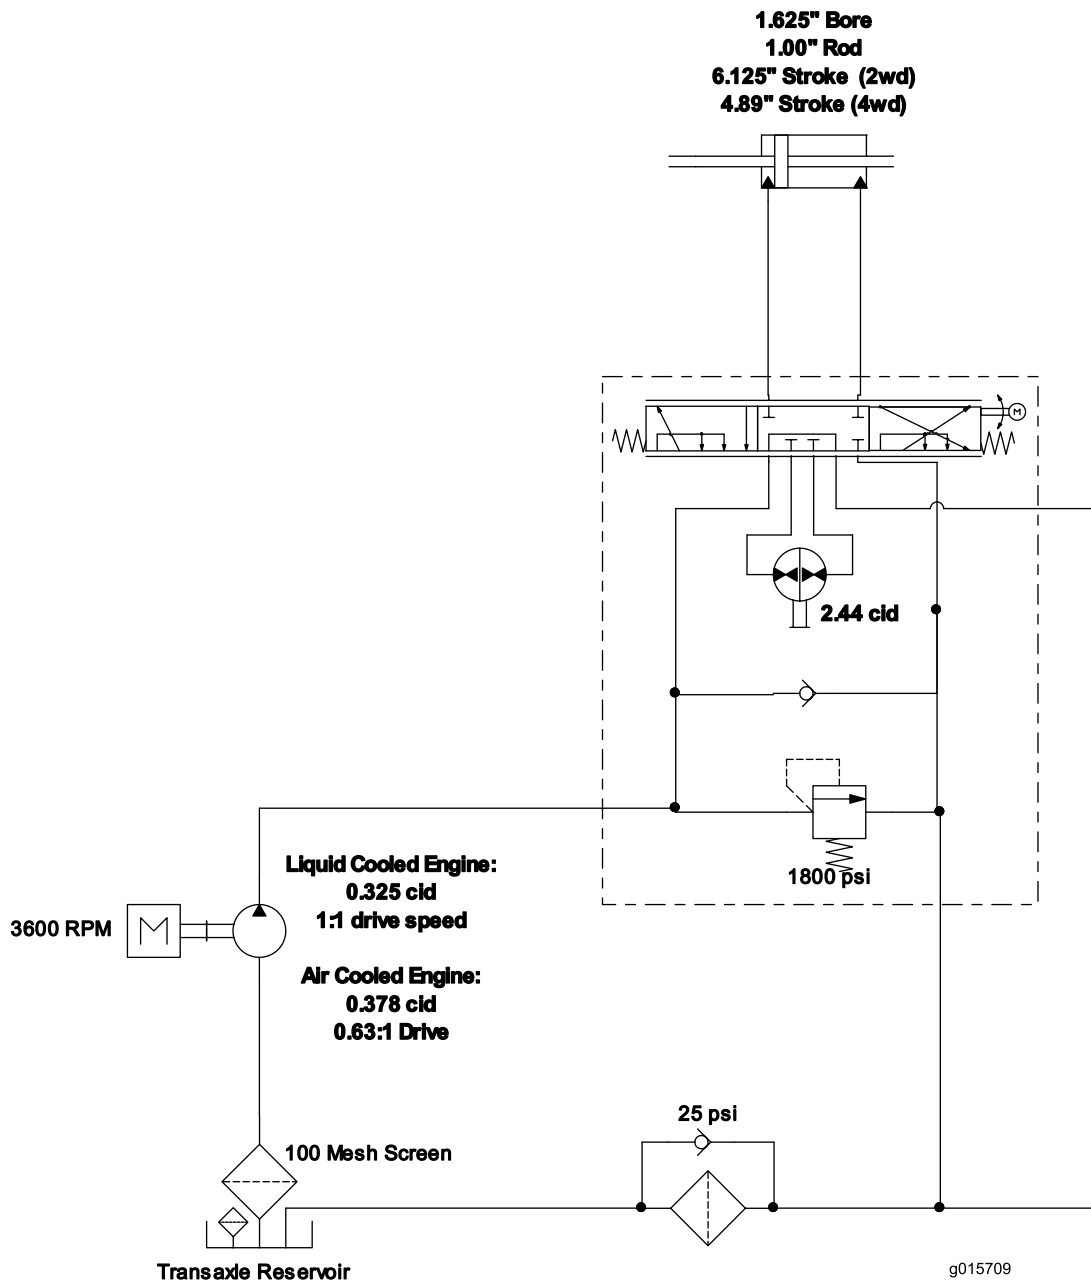 1.625" Bore
1.00" Rod
6.125" Stroke (2wd)
4.89" Stroke (4wd)
M
2.44 cid
1800 psi
Liquid Cooled Engine:
0.325 cid
1:1 drive speed
3600 RPM
M
Air Cooled Engine:
0.378 cid
0.63:1 Drive
25 psi
100 Mesh Screen
Transaxle Reservoir
g015709